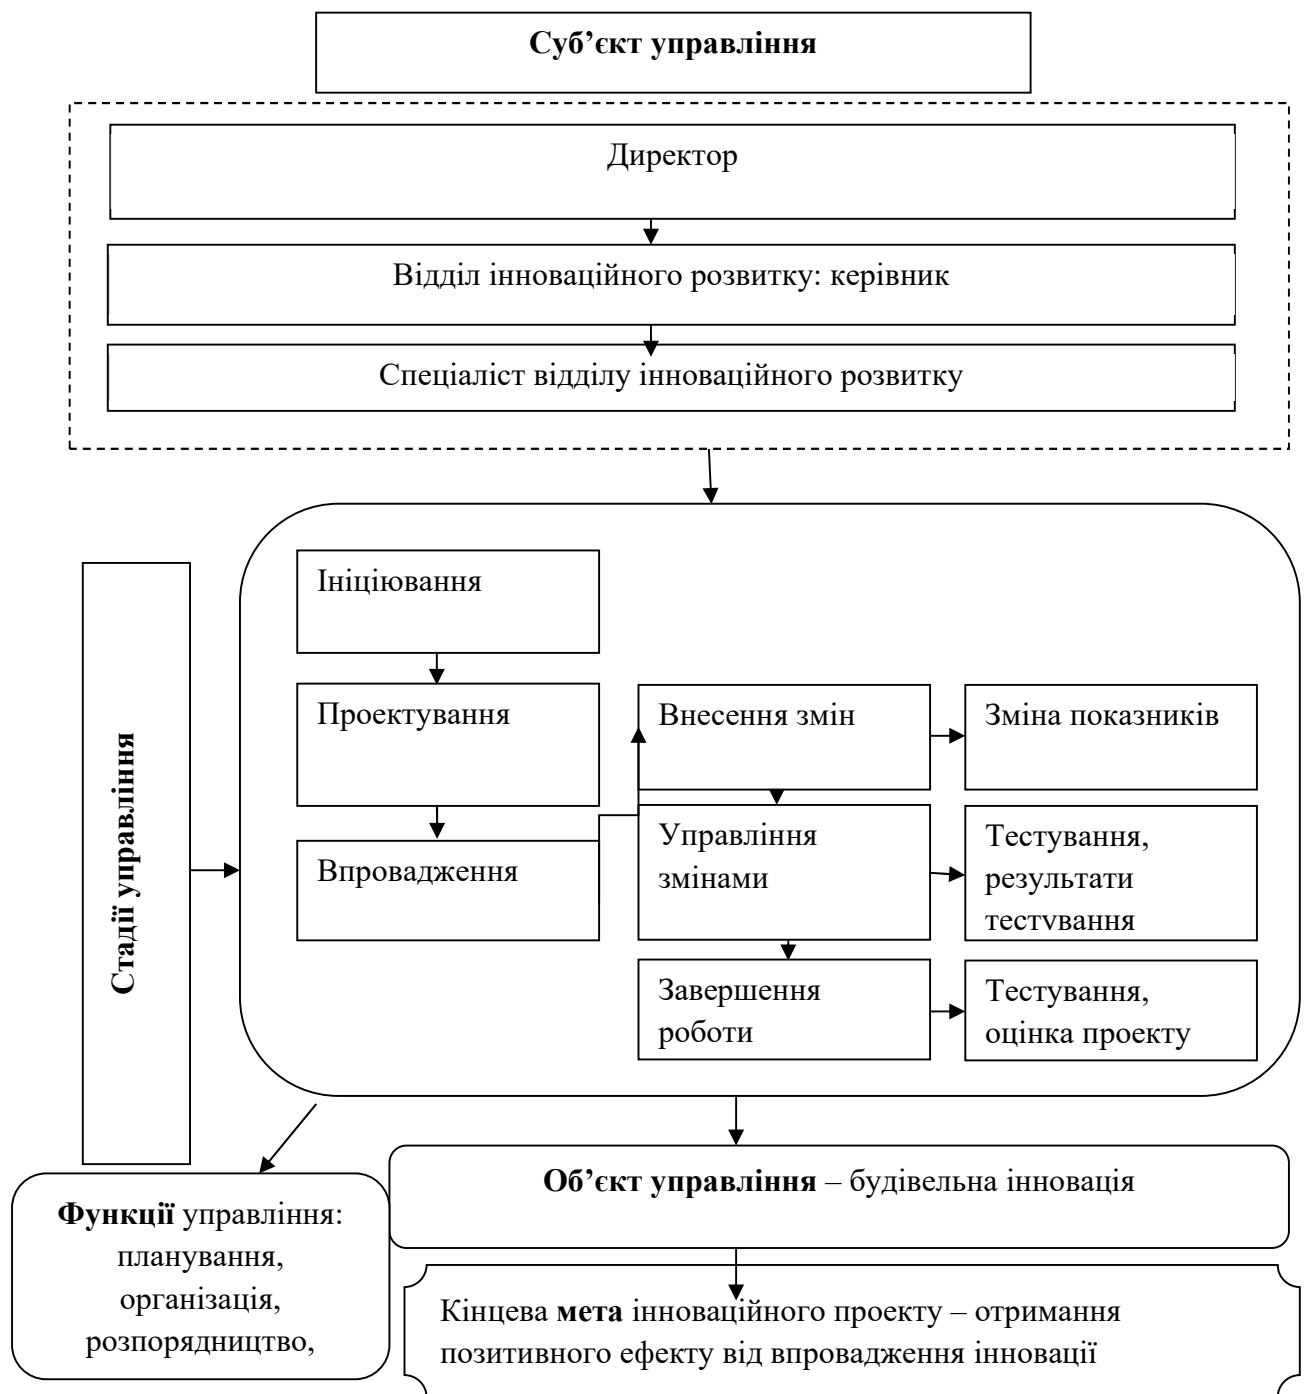 Суб’єкт управління
Директор
Відділ інноваційного розвитку: керівник
Спеціаліст відділу інноваційного розвитку
Стадії управління
Ініціювання
Проектування
Впровадження
Внесення змін
Управління
змінами
Завершення
роботи
Зміна показників
Тестування,
результати
тестування
Тестування,
оцінка проекту
Функції управління:
планування,
організація,
розпорядництво,
Об’єкт управління – будівельна інновація
Кінцева мета інноваційного проекту – отримання
позитивного ефекту від впровадження інновації